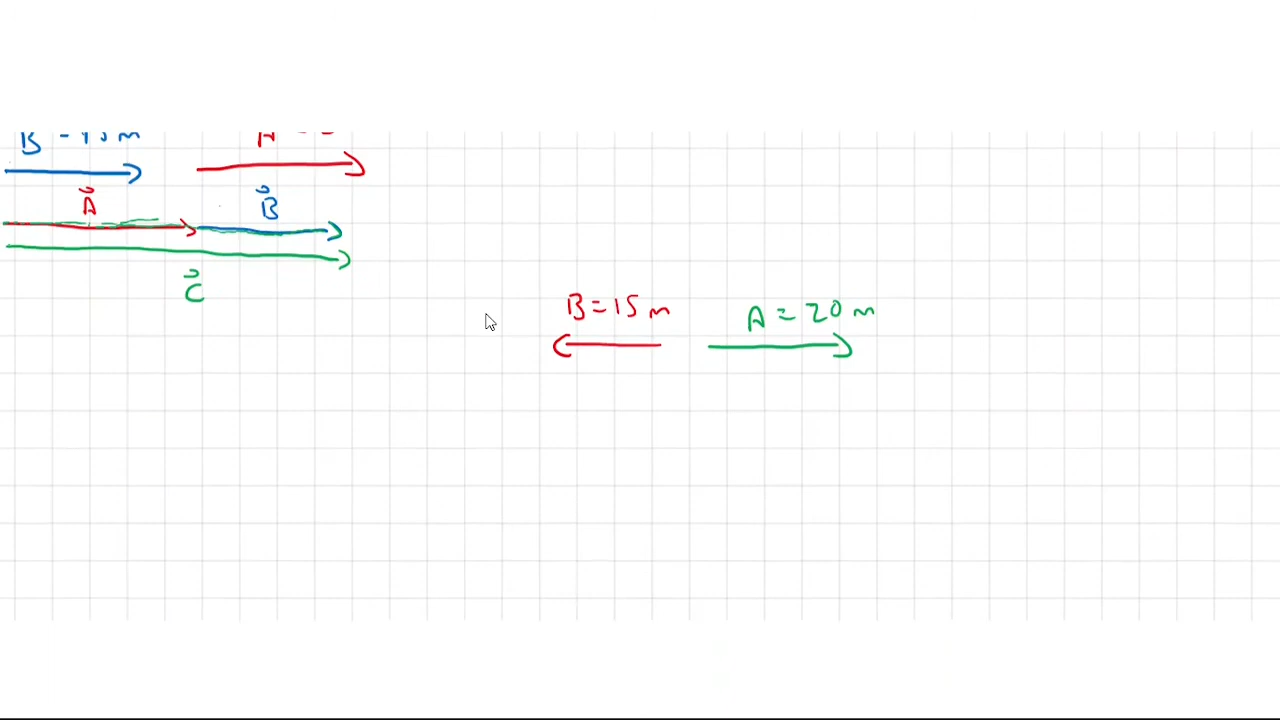 A⃗
B⃗
C⃗
B = 15 m
A = 20 m